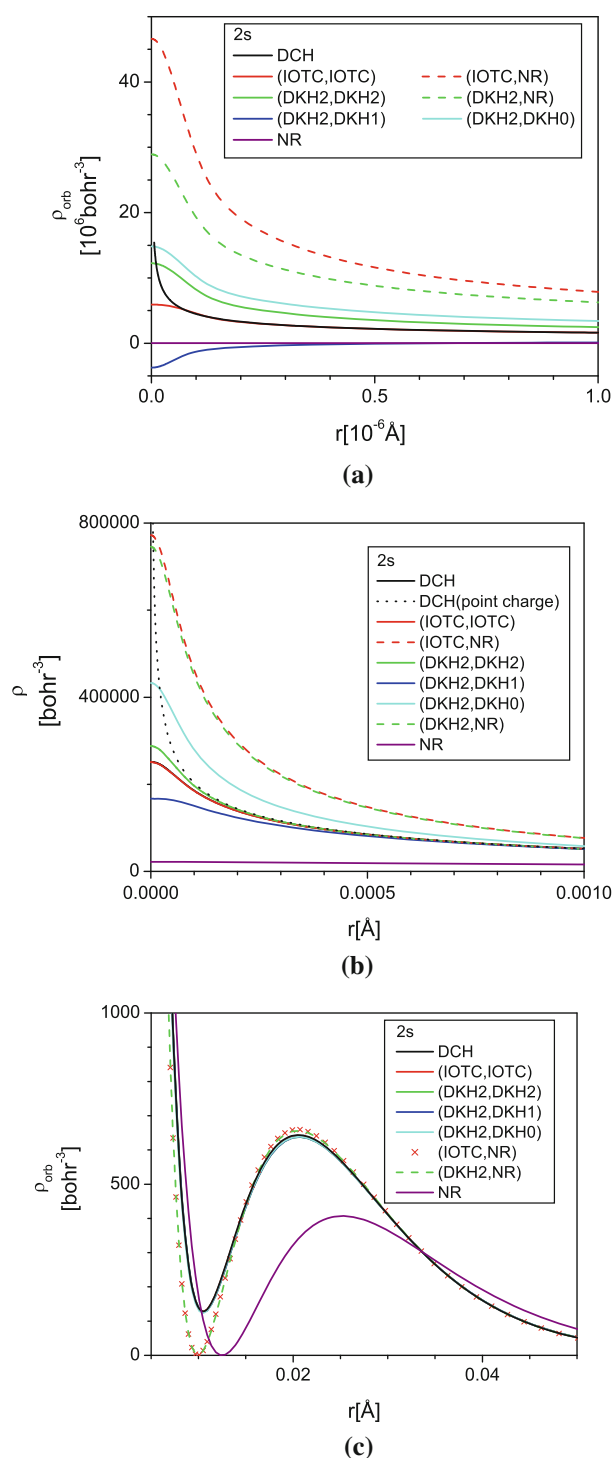 2s
DCH
(IOTC,IOTC) (IOTC,NR)
(DKH2,DKH2) (DKH2,NR)
(DKH2,DKH1) (DKH2,DKH0)
NR
40
20
0
ρorb
[10⁶bohr⁻³]
0.0 0.5 1.0
r[10⁻⁶Å]
(a)
800000
400000
0
ρ
[bohr⁻³]
2s
DCH
DCH(point charge)
(IOTC,IOTC)
(IOTC,NR)
(DKH2,DKH2)
(DKH2,DKH1)
(DKH2,DKH0)
(DKH2,NR)
NR
0.0000 0.0005 0.0010
r[Å]
(b)
1000
500
0
ρorb
[bohr⁻³]
2s
DCH
(IOTC,IOTC)
(DKH2,DKH2)
(DKH2,DKH1)
(DKH2,DKH0)
(IOTC,NR)
(DKH2,NR)
NR
0.02 0.04
r[Å]
(c)